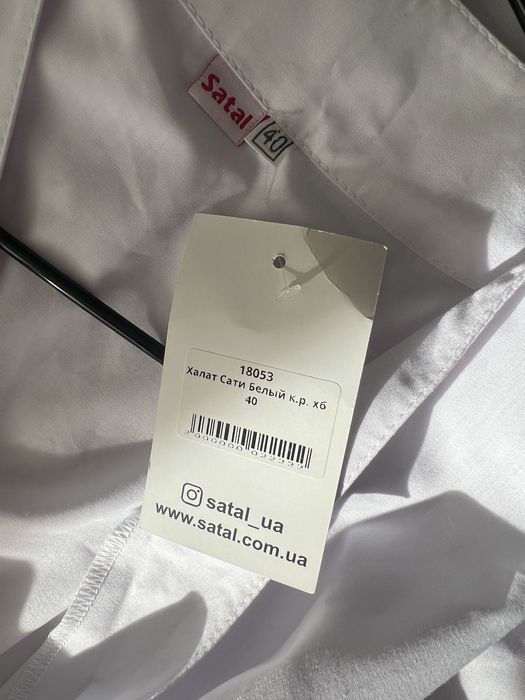 Satal
40
18053
Халат Сати Белый к.р. хб
40
satal_ua
www.satal.com.ua